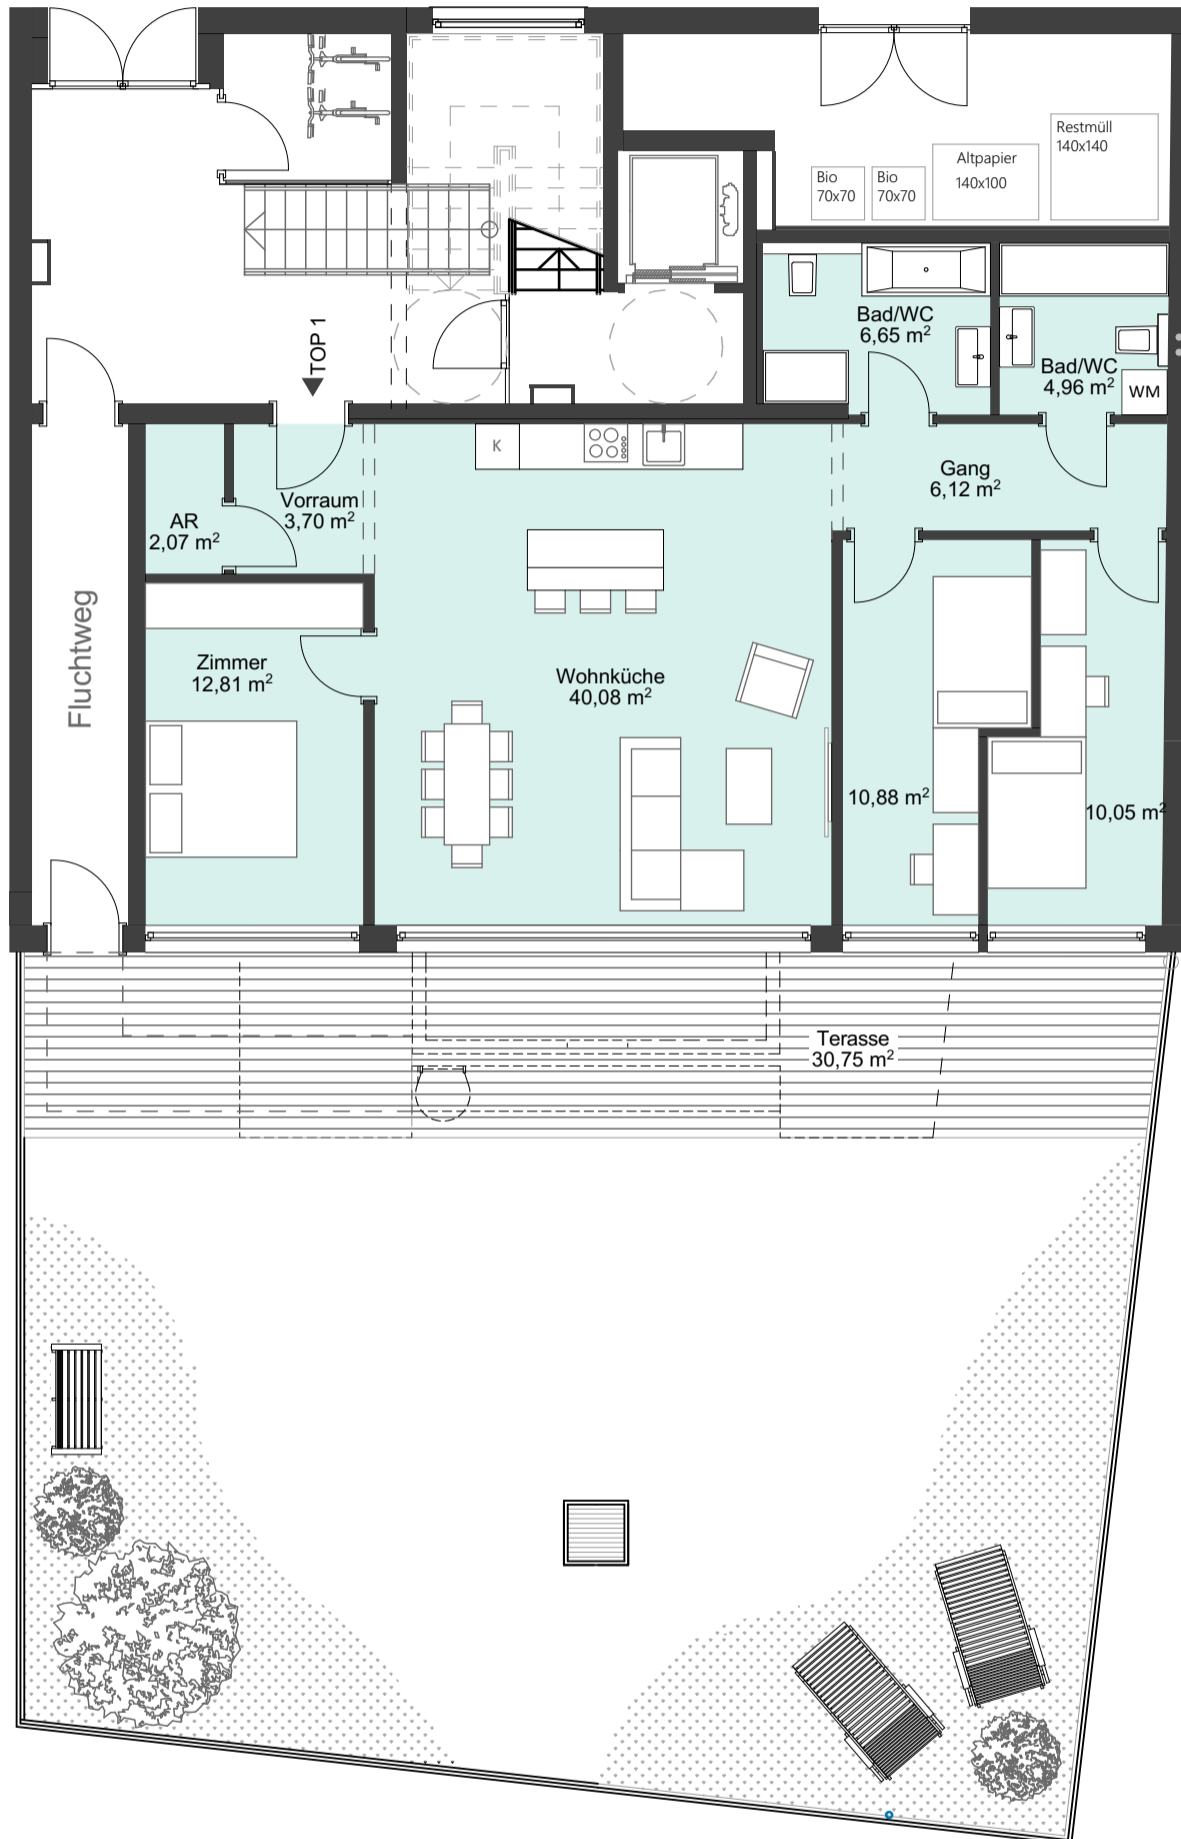 Restmüll
140x140
Altpapier
140x100
Bio
70x70
Bio
70x70
TOP 1
Bad/WC
6,65 m²
Bad/WC
4,96 m²
WM
K
Gang
6,12 m²
Vorraum
3,70 m²
AR
2,07 m²
Fluchtweg
Zimmer
12,81 m²
Wohnküche
40,08 m²
10,88 m²
10,05 m²
Terasse
30,75 m²